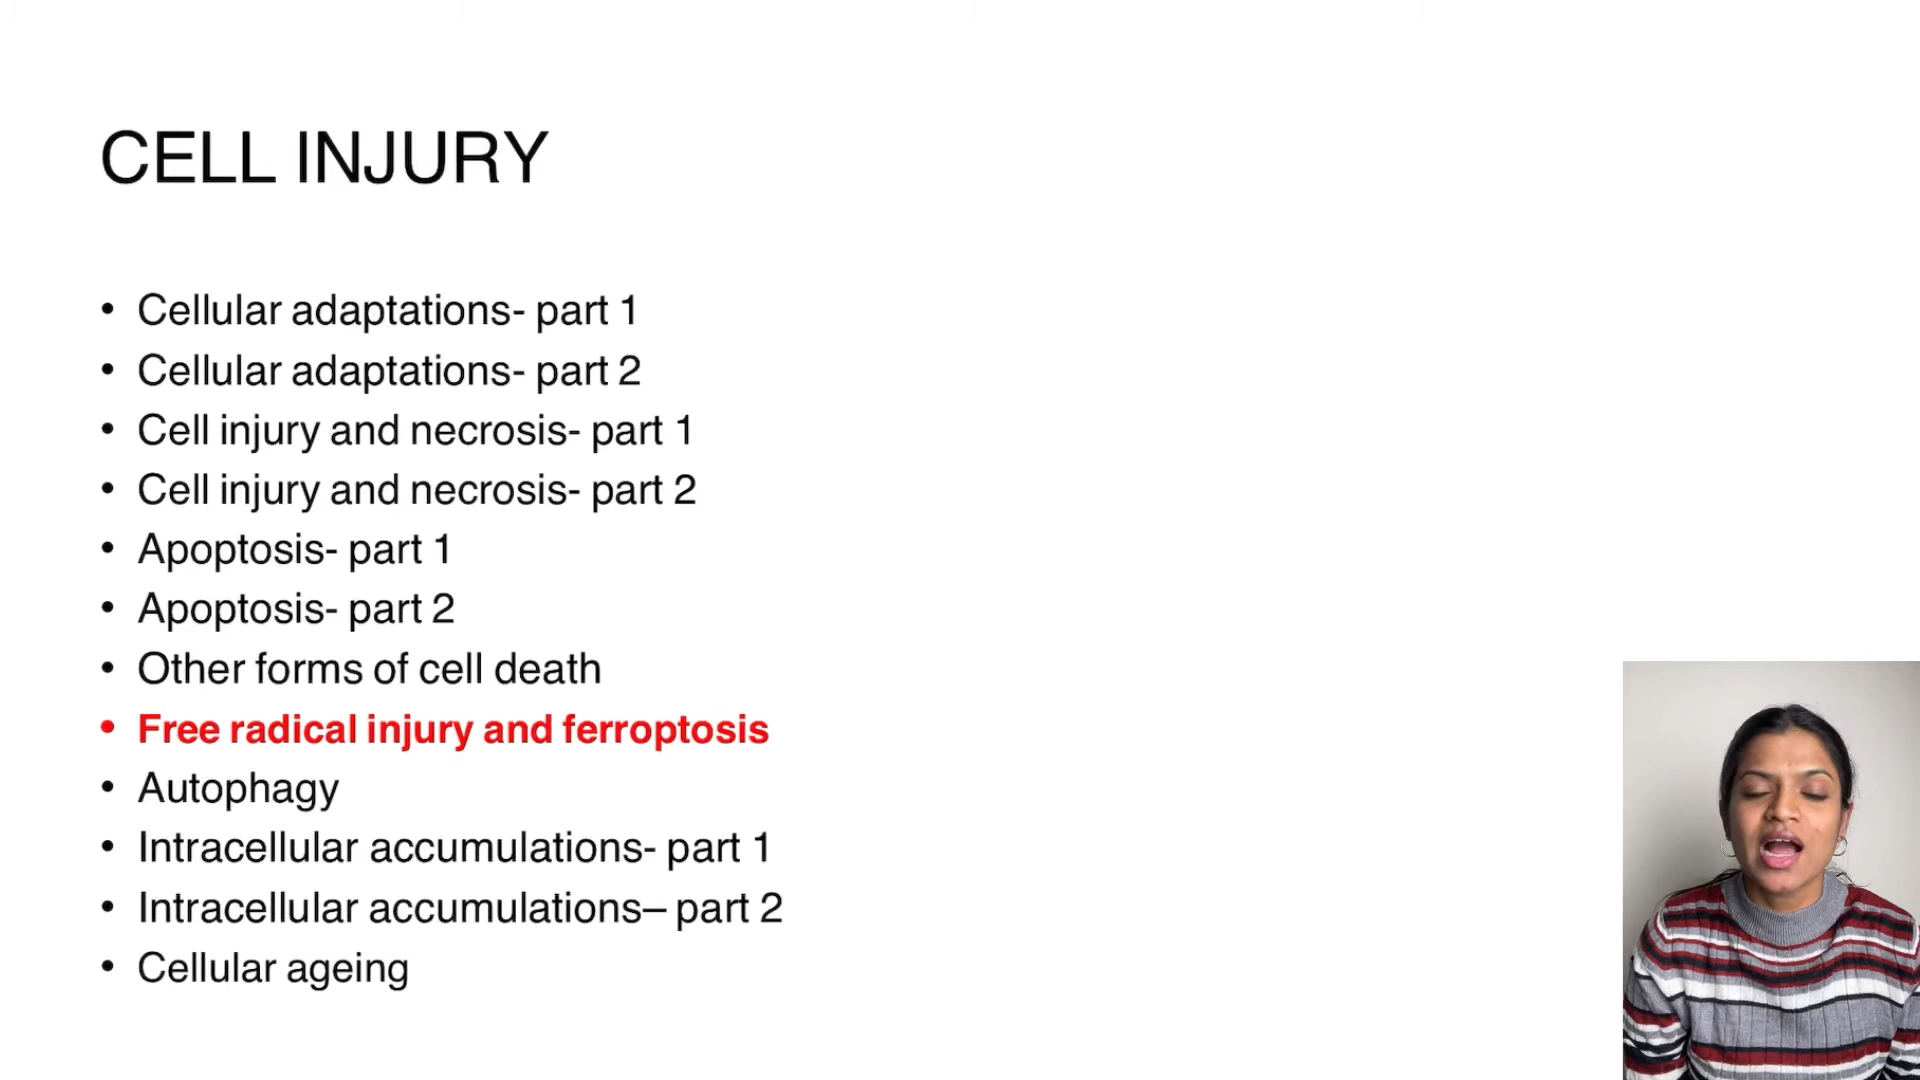 CELL INJURY
• Cellular adaptations- part 1
• Cellular adaptations- part 2
• Cell injury and necrosis- part 1
• Cell injury and necrosis- part 2
• Apoptosis- part 1
• Apoptosis- part 2
• Other forms of cell death
• Free radical injury and ferroptosis
• Autophagy
• Intracellular accumulations- part 1
• Intracellular accumulations– part 2
• Cellular ageing